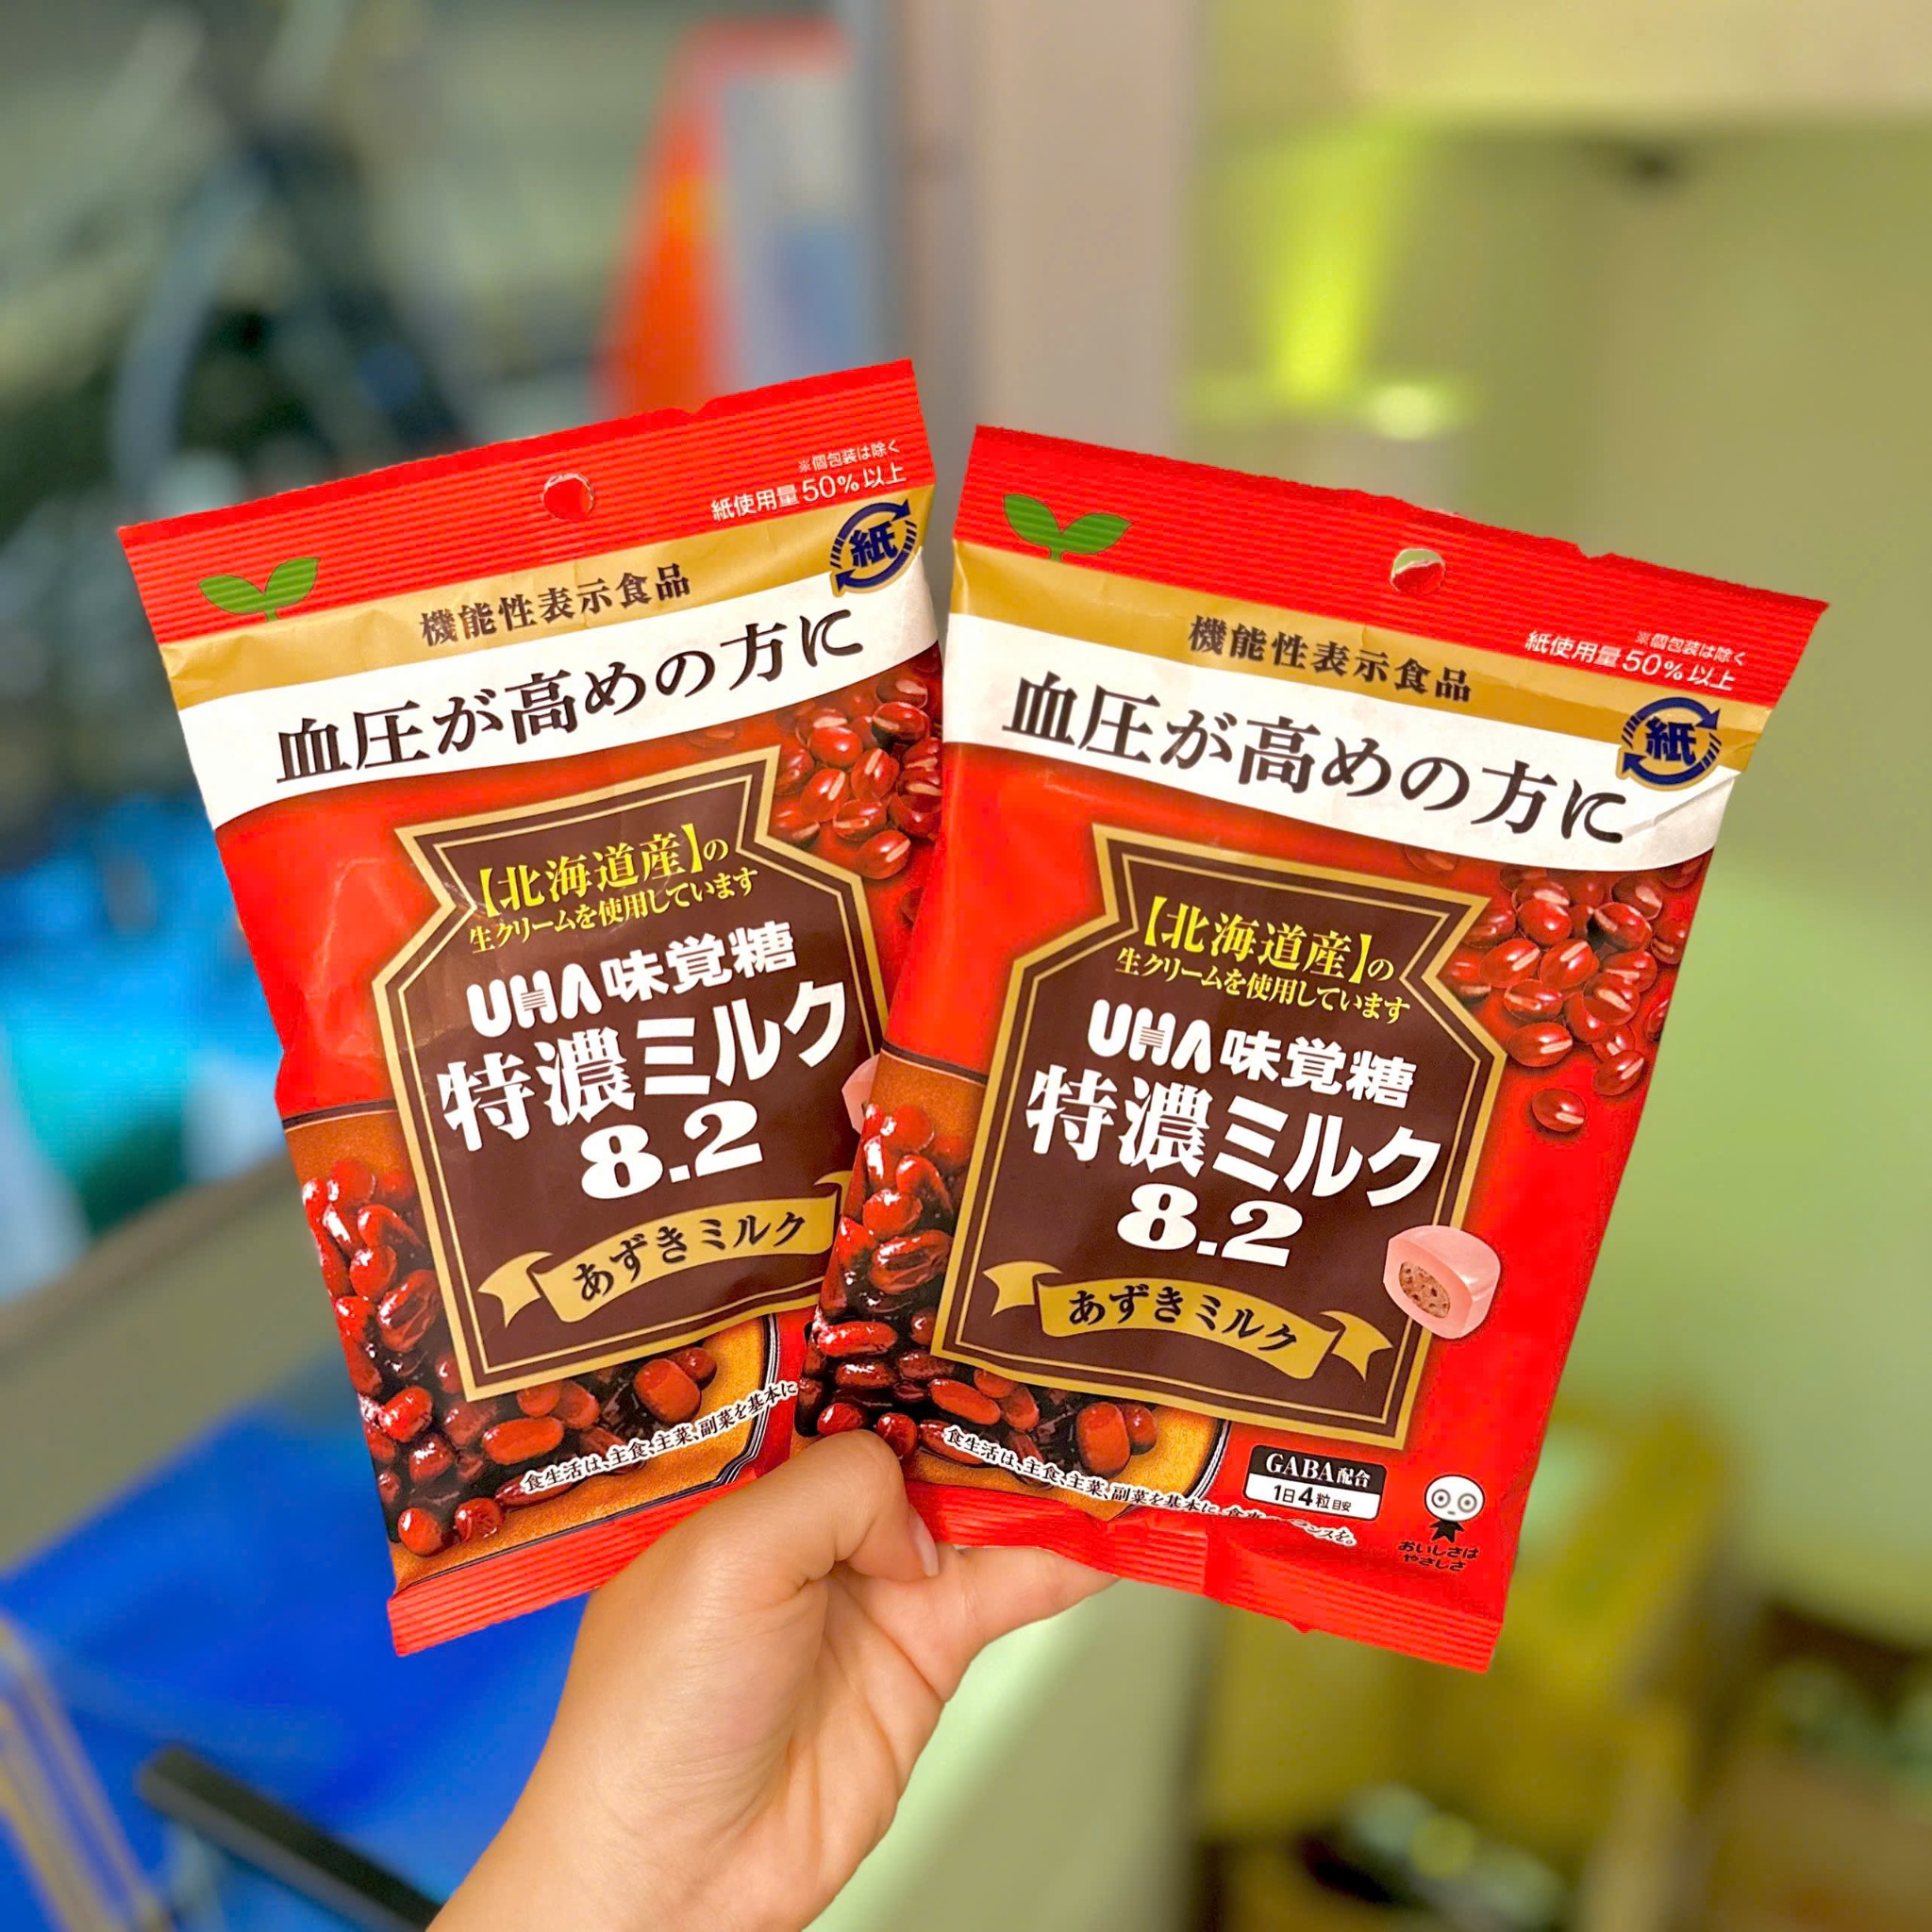 ※個包装は除く
紙使用量50%以上
紙
機能性表示食品
血圧が高めの方に
【北海道産】の
生クリームを使用しています
UHA味覚糖
特濃ミルク
8.2
あずきミルク
食生活は、主食、主菜、副菜を基本に
※個包装は除く
紙使用量50%以上
紙
機能性表示食品
血圧が高めの方に
【北海道産】の
生クリームを使用しています
UHA味覚糖
特濃ミルク
8.2
あずきミルク
GABA配合
1日4粒目安
食生活は、主食、主菜、副菜を基本に、
おいしさは
やさしさ